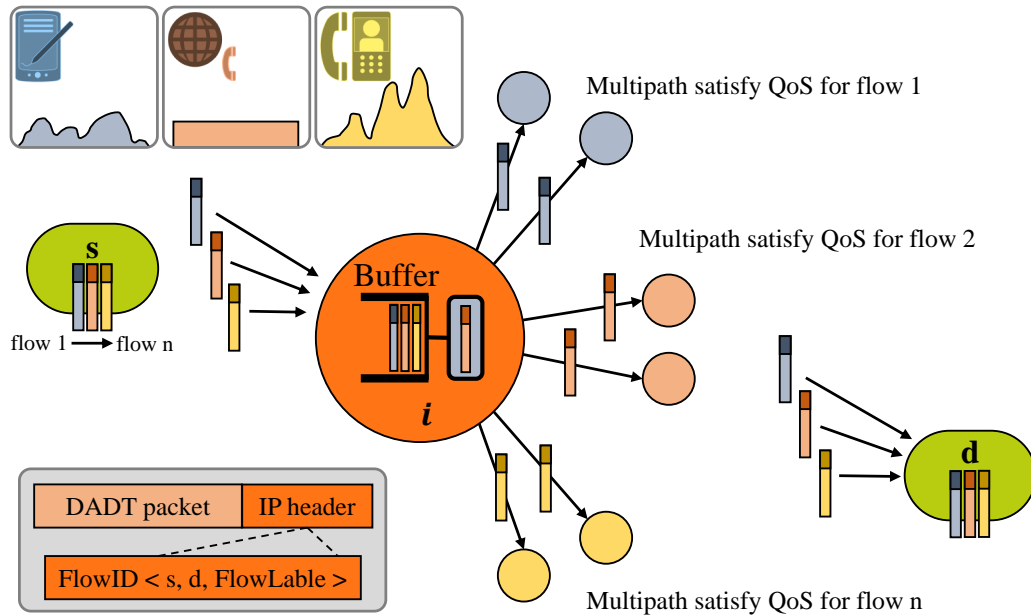 Multipath satisfy QoS for flow 1
s
flow 1
flow n
Buffer
i
Multipath satisfy QoS for flow 2
d
DADT packet
IP header
FlowID < s, d, FlowLable >
Multipath satisfy QoS for flow n